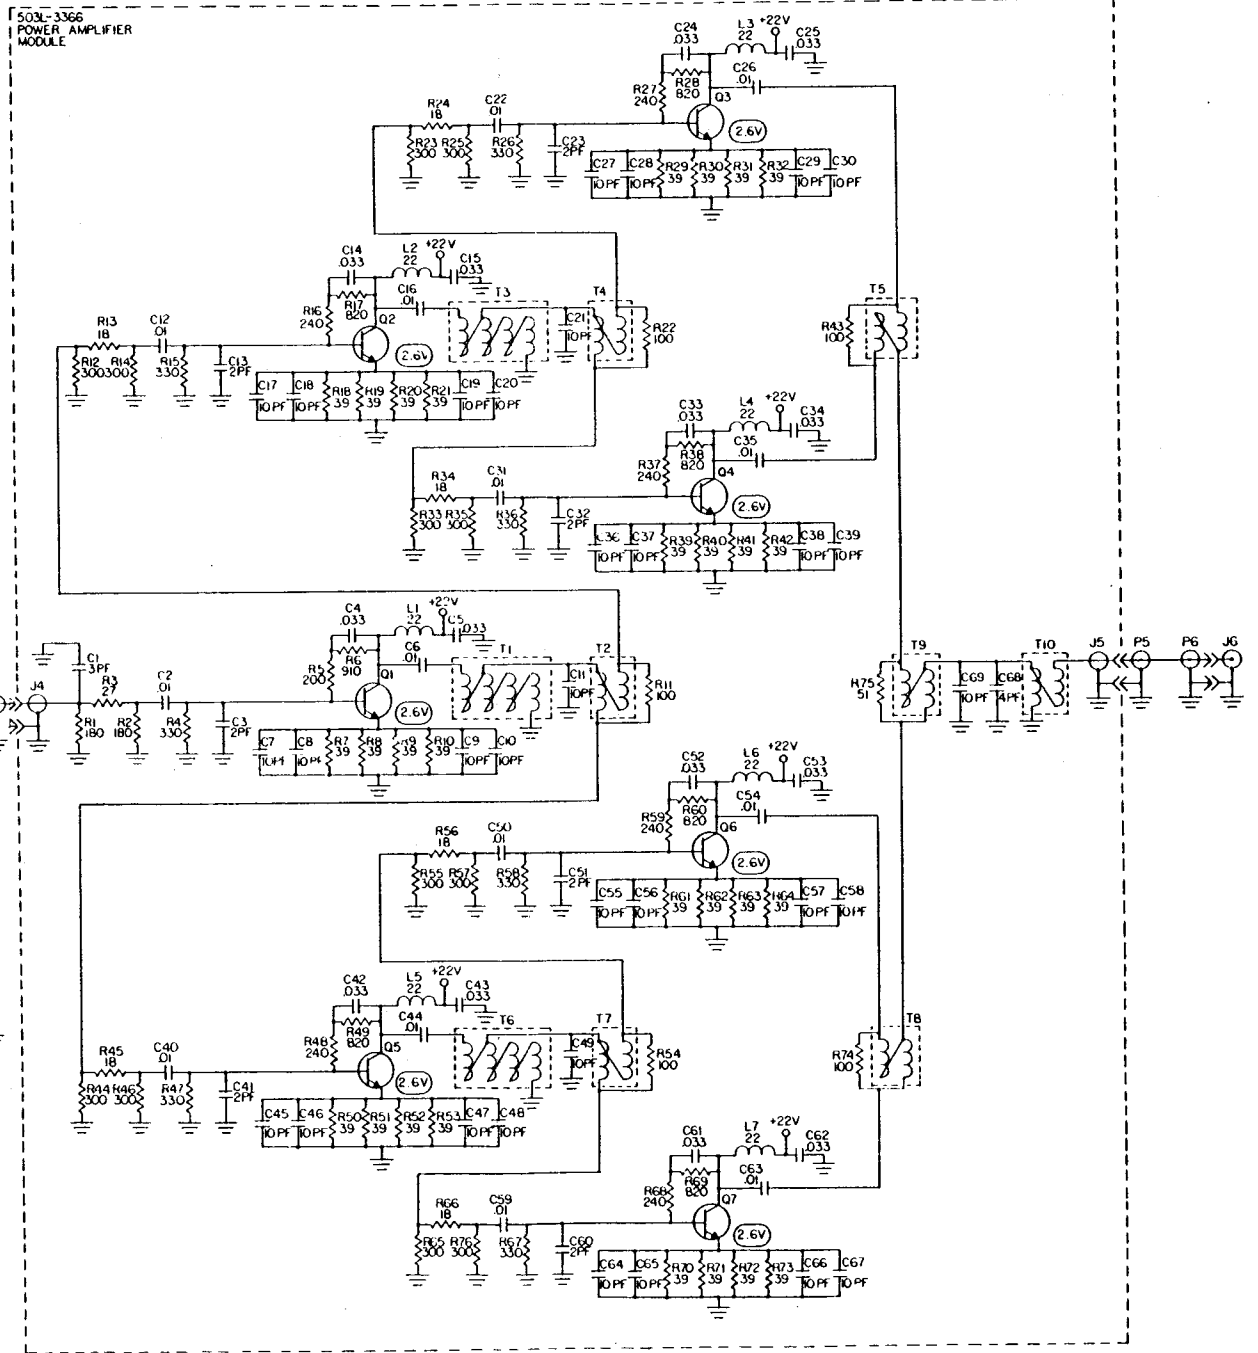 503L-3366
POWER AMPLIFIER
MODULE
C24
.033
L3
22
+22V
C25
.033
R28
820
C26
.01
R27
240
Q3
2.6V
R24
18
C22
.01
R23
300
R25
300
R26
330
C23
2PF
C27
10PF
C28
10PF
R29
39
R30
39
R31
39
R32
39
C29
10PF
C30
10PF
C14
.033
L2
22
+22V
C15
.033
R17
820
C16
.01
R16
240
Q2
2.6V
T3
T4
C21
10PF
R22
100
T5
R43
100
R13
18
C12
.01
R12
300
R14
300
R15
330
C13
2PF
C17
10PF
C18
10PF
R18
39
R19
39
R20
39
R21
39
C19
10PF
C20
10PF
C33
.033
L4
22
+22V
C34
.033
R38
820
C35
.01
R37
240
Q4
2.6V
R34
18
C31
.01
R33
300
R35
300
R36
330
C32
2PF
C36
10PF
C37
10PF
R39
39
R40
39
R41
39
R42
39
C38
10PF
C39
10PF
C4
.033
L1
22
+22V
C5
.033
R6
910
C6
.01
R5
200
Q1
2.6V
T1
T2
C11
10PF
R11
100
C1
3PF
J4
R3
27
C2
.01
R1
180
R2
180
R4
330
C3
2PF
C7
10PF
C8
10PF
R7
39
R8
39
R9
39
R10
39
C9
10PF
C10
10PF
T9
R75
51
C69
10PF
C68
4PF
T10
J5
P5
P6
J6
C52
.033
L6
22
+22V
C53
.033
R60
820
C54
.01
R59
240
Q6
2.6V
R56
18
C50
.01
R55
300
R57
300
R58
330
C51
2PF
C55
10PF
C56
10PF
R61
39
R62
39
R63
39
R64
39
C57
10PF
C58
10PF
C42
.033
L5
22
+22V
C43
.033
R49
820
C44
.01
R48
240
Q5
2.6V
T6
T7
C49
10PF
R54
100
T8
R74
100
R45
18
C40
.01
R44
300
R46
300
R47
330
C41
2PF
C45
10PF
C46
10PF
R50
39
R51
39
R52
39
R53
39
C47
10PF
C48
10PF
C61
.033
L7
22
+22V
C62
.033
R69
820
C63
.01
R68
240
Q7
2.6V
R66
18
C59
.01
R65
300
R76
300
R67
330
C60
2PF
C64
10PF
C65
10PF
R70
39
R71
39
R72
39
R73
39
C66
10PF
C67
10PF